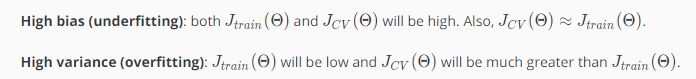 High bias (underfitting): both J_train(Θ) and J_CV(Θ) will be high. Also, J_CV(Θ) ≈ J_train(Θ).
High variance (overfitting): J_train(Θ) will be low and J_CV(Θ) will be much greater than J_train(Θ).